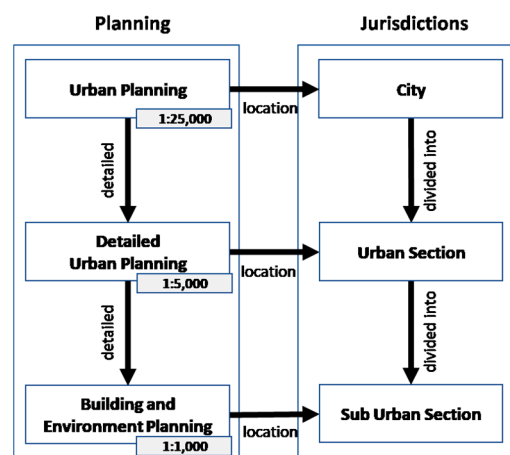 Planning
Jurisdictions
Urban Planning
1:25,000
location
City
detailed
divided into
Detailed
Urban Planning
1:5,000
location
Urban Section
detailed
divided into
Building and
Environment Planning
1:1,000
location
Sub Urban Section